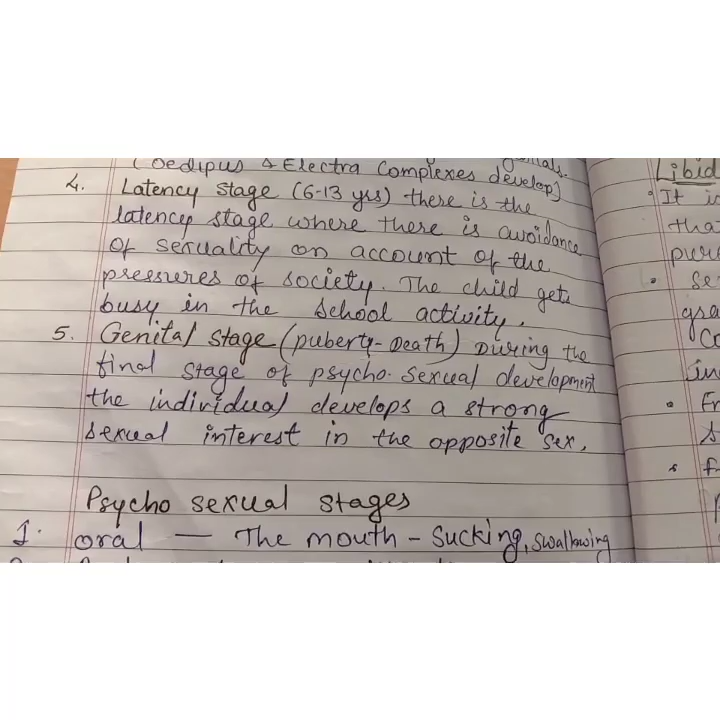 (Oedipus & Electra Complexes develop)
4. Latency stage (6-13 yrs) there is the
latency stage where there is avoidance
of sexuality on account of the
pressures of society. The child gets
busy in the school activity.
5. Genital stage (puberty-Death) During the
final stage of psycho-sexual development
the individual develops a strong
sexual interest in the opposite sex.
Psycho sexual stages
1. oral — The mouth - sucking, swallowing
Libid
• It is
tha
•
•